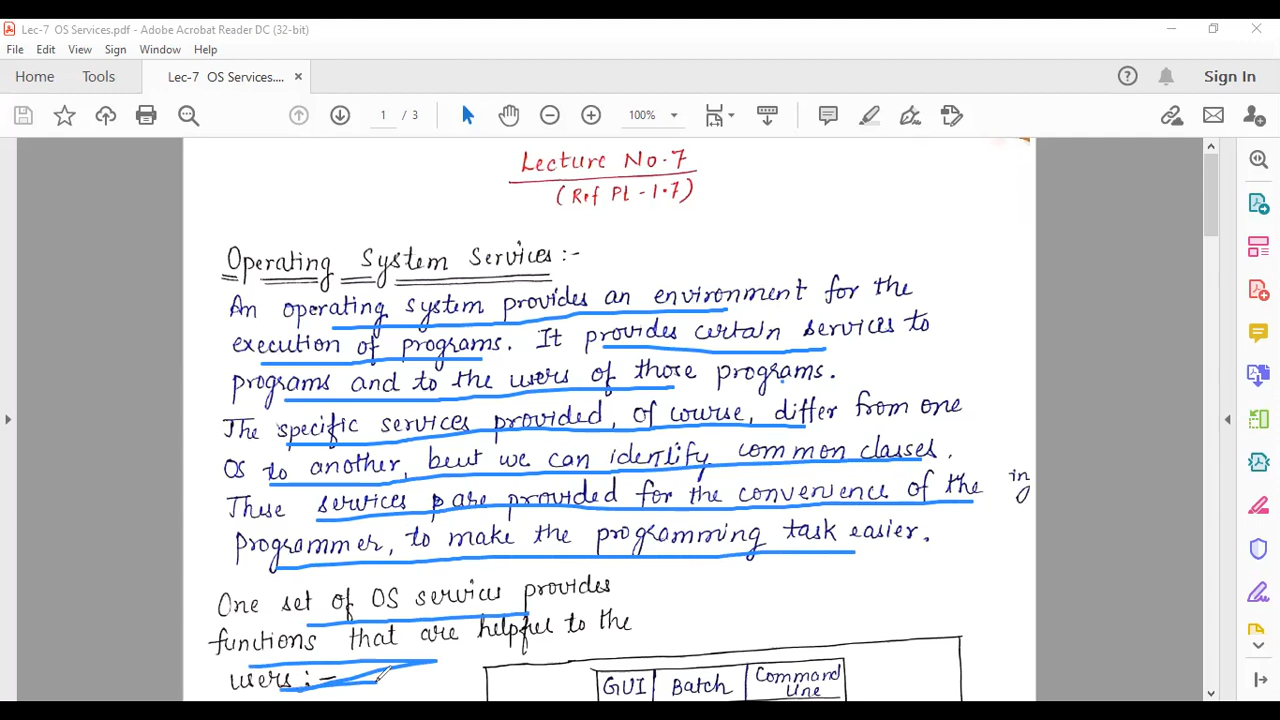 Lec-7 OS Services.pdf - Adobe Acrobat Reader DC (32-bit)
File Edit View Sign Window Help
Home Tools Lec-7 OS Services.... × Sign In
1 / 3 100%
Lecture No.7
(Ref PL-1.7)
Operating System Services:-
An operating system provides an environment for the
execution of programs. It provides certain services to
programs and to the users of those programs.
The specific services provided, of course, differ from one
OS to another, but we can identify common classes.
These services are provided for the convenience of the in
programmer, to make the programming task easier.
One set of OS services provides
functions that are helpful to the
users:-
GUI Batch Command
Line